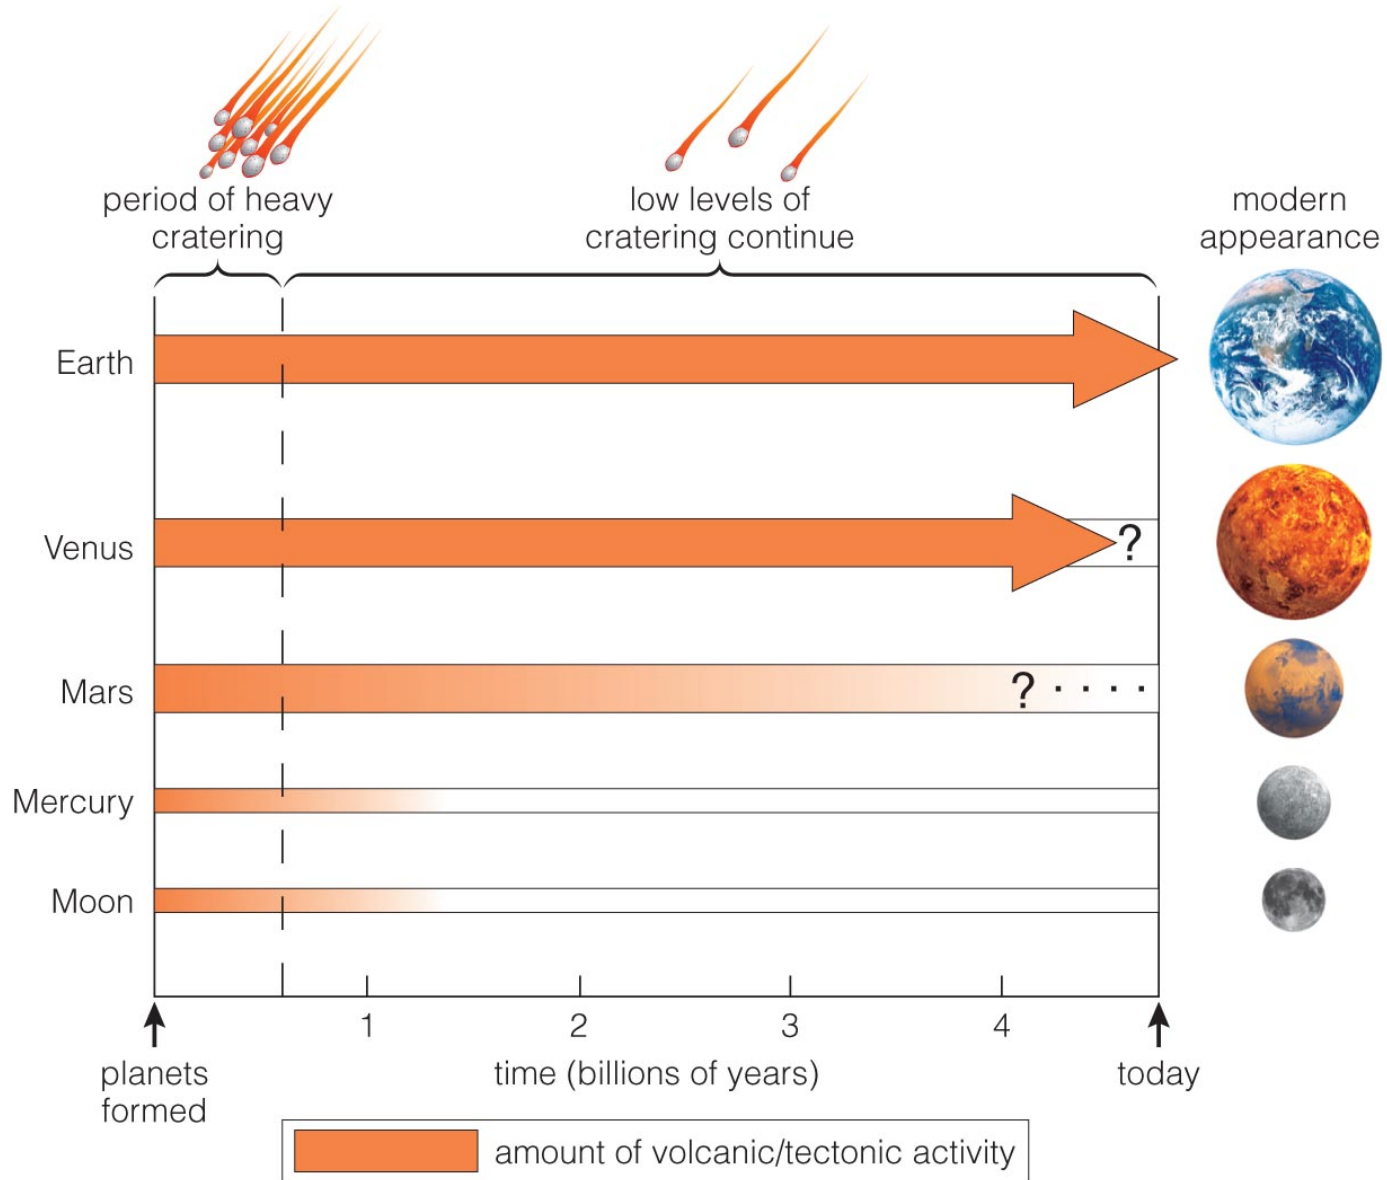 period of heavy
cratering
low levels of
cratering continue
modern
appearance
Earth
Venus
?
Mars
? . . . .
Mercury
Moon
1
2
3
4
planets
formed
time (billions of years)
today
amount of volcanic/tectonic activity